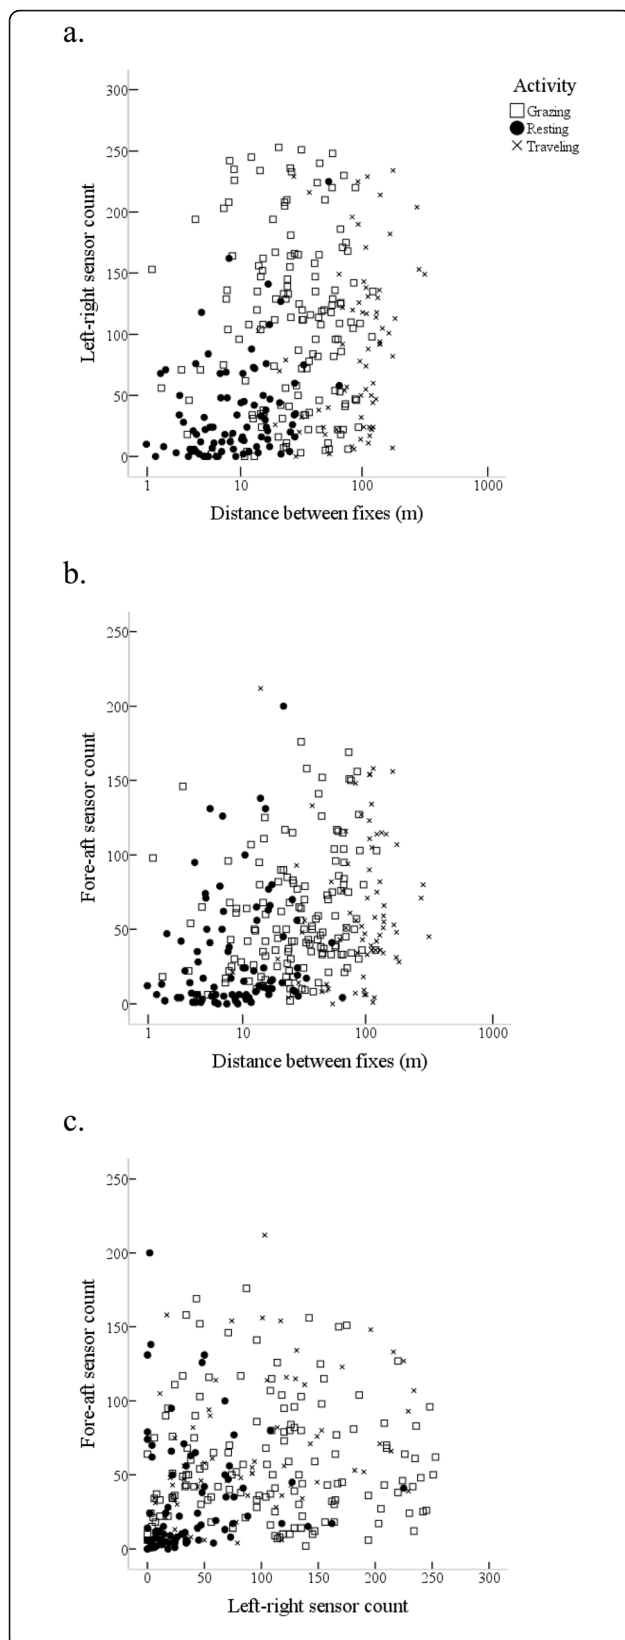 a.
Activity
Grazing
Resting
Traveling
300
250
200
150
100
50
0
Left-right sensor count
1 10 100 1000
Distance between fixes (m)
b.
250
200
150
100
50
0
Fore-aft sensor count
1 10 100 1000
Distance between fixes (m)
c.
250
200
150
100
50
0
Fore-aft sensor count
0 50 100 150 200 250 300
Left-right sensor count